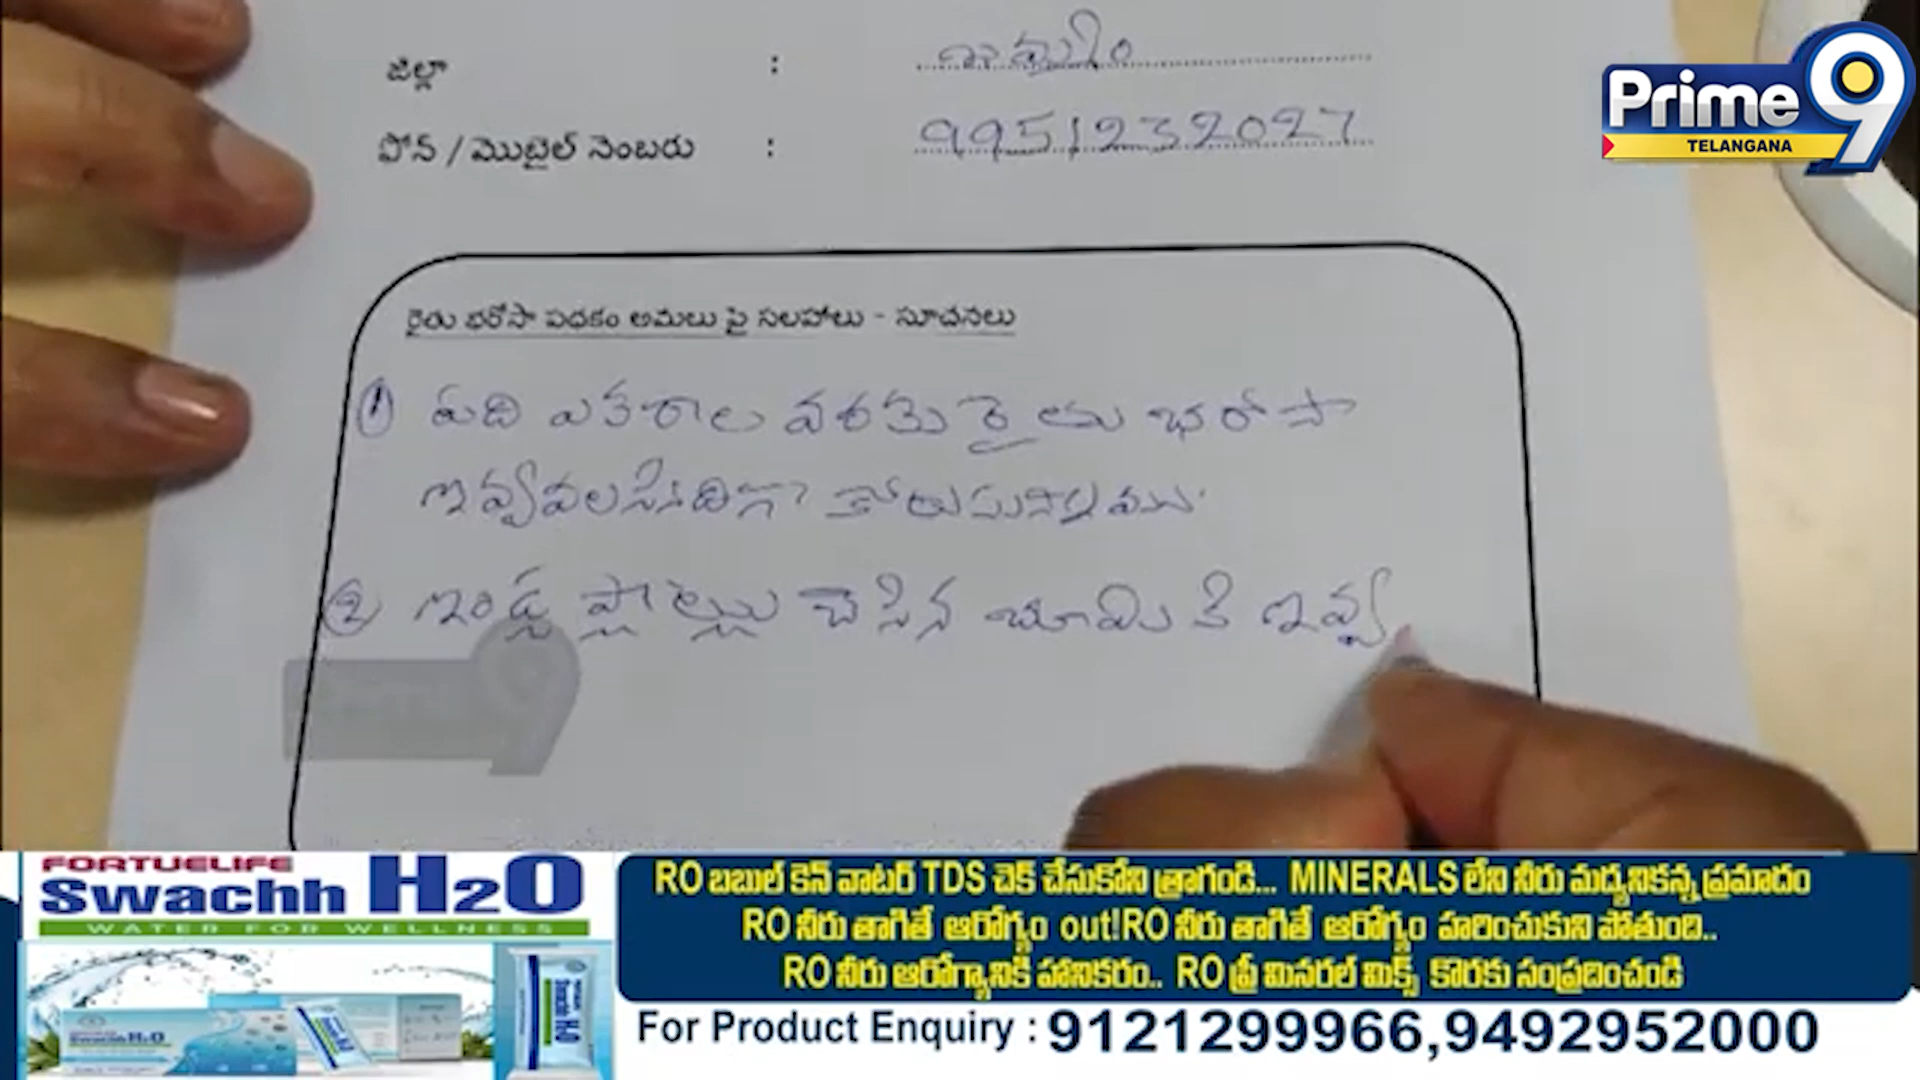 జిల్లా : ఖమ్మం
ఫోన్ / మొబైల్ నెంబరు : 9951232027
Prime 9
TELANGANA
రైతు భరోసా పథకం అమలు పై సలహాలు - సూచనలు
1 పది ఎకరాల వరకు రైతు భరోసా
ఇవ్వవలసినదిగా కోరుచున్నాము.
2 ఇండ్ల ప్లాట్లు చేసిన భూమికి ఇవ్వ
FORTUELIFE
Swachh H2O
WATER FOR WELLNESS
RO బబుల్ కెన్ వాటర్ TDS చెక్ చేసుకోని త్రాగండి... MINERALS లేని నీరు మద్యనికన్న ప్రమాదం
RO నీరు తాగితే ఆరోగ్యం out!RO నీరు తాగితే ఆరోగ్యం హరించుకుని పోతుంది..
RO నీరు ఆరోగ్యానికి హానికరం.. RO ఫ్రీ మినరల్ మిక్స్ కొరకు సంప్రదించండి
For Product Enquiry : 9121299966,9492952000